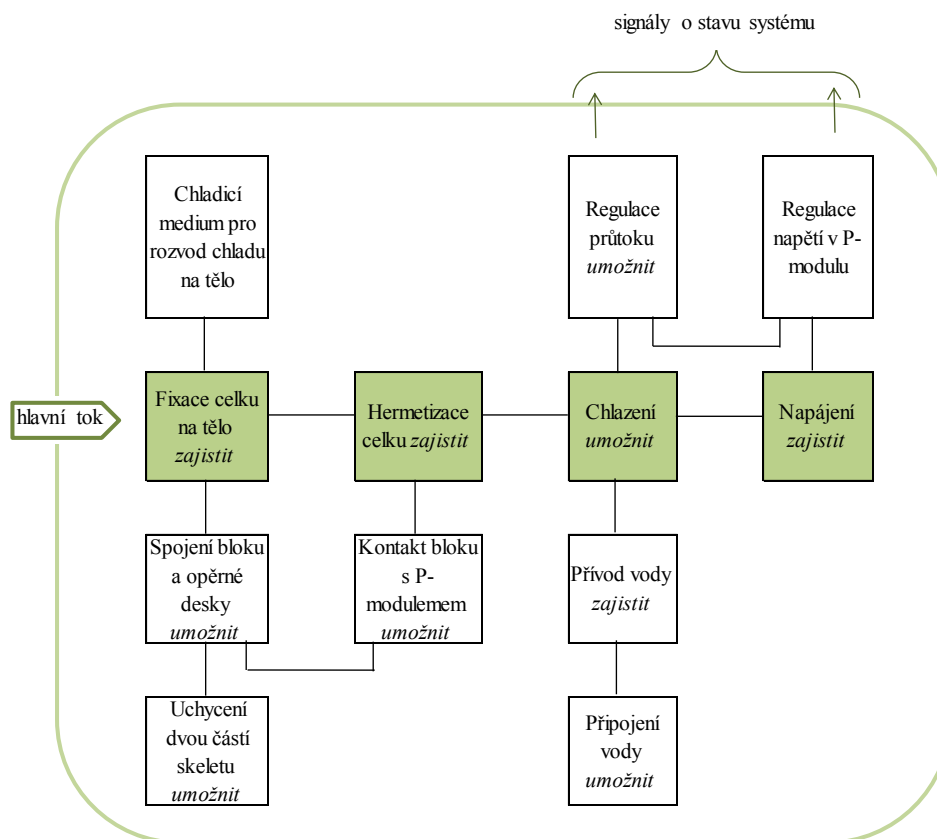 signály o stavu systému
Chladicí
medium pro
rozvod chladu
na tělo
Regulace
průtoku
umožnit
Regulace
napětí v P-
modulu
hlavní tok
Fixace celku
na tělo
zajistit
Hermetizace
celku zajistit
Chlazení
umožnit
Napájení
zajistit
Spojení bloku
a opěrné
desky
umožnit
Kontakt bloku
s P-
modulemem
umožnit
Přívod vody
zajistit
Uchycení
dvou částí
skeletu
umožnit
Připojení
vody
umožnit